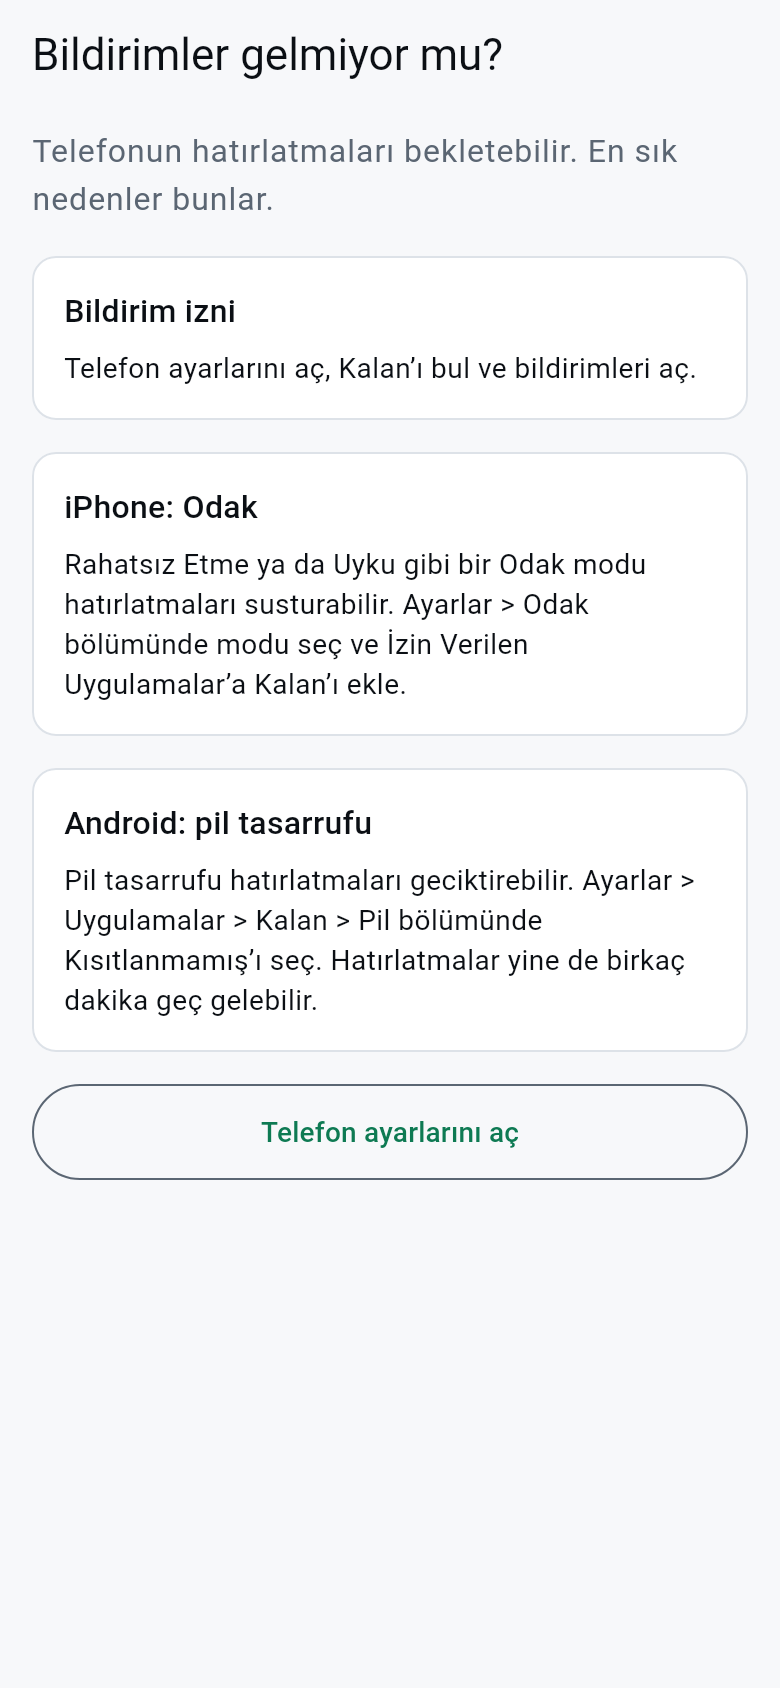 Bildirimler gelmiyor mu?
Telefonun hatırlatmaları bekletebilir. En sık
nedenler bunlar.
Bildirim izni
Telefon ayarlarını aç, Kalan’ı bul ve bildirimleri aç.
iPhone: Odak
Rahatsız Etme ya da Uyku gibi bir Odak modu
hatırlatmaları susturabilir. Ayarlar > Odak
bölümünde modu seç ve İzin Verilen
Uygulamalar’a Kalan’ı ekle.
Android: pil tasarrufu
Pil tasarrufu hatırlatmaları geciktirebilir. Ayarlar >
Uygulamalar > Kalan > Pil bölümünde
Kısıtlanmamış’ı seç. Hatırlatmalar yine de birkaç
dakika geç gelebilir.
Telefon ayarlarını aç